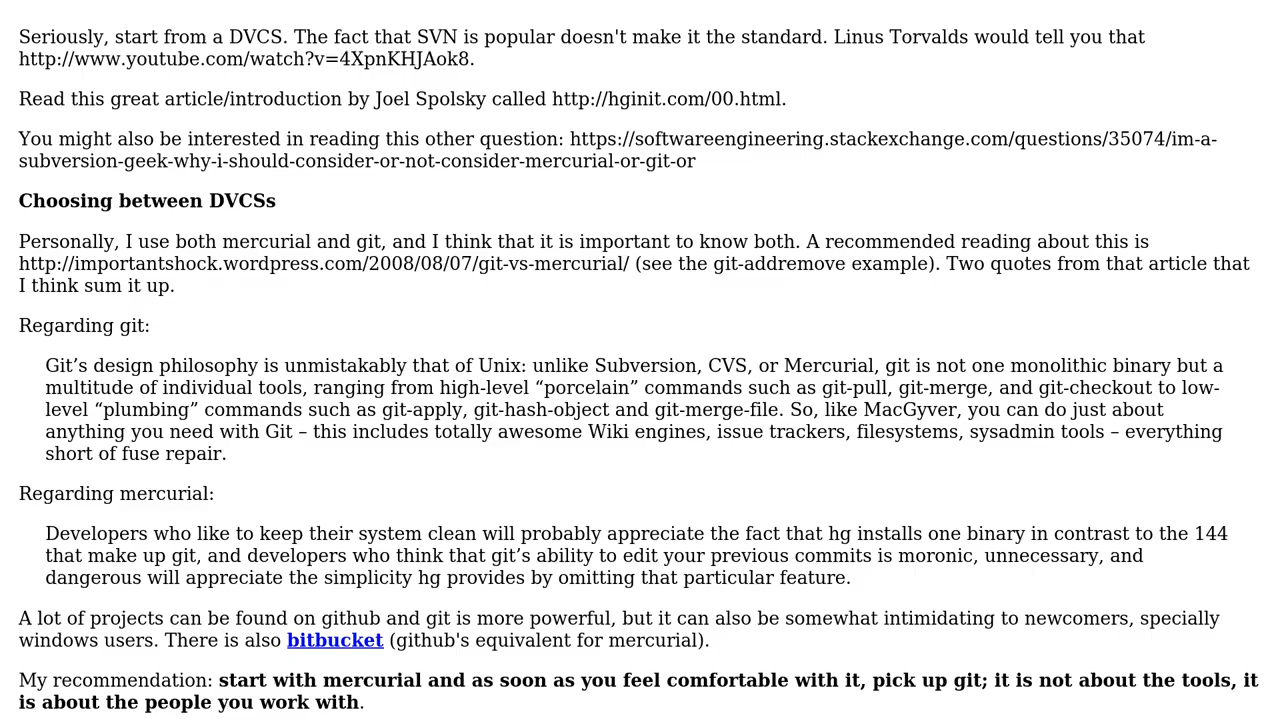 Seriously, start from a DVCS. The fact that SVN is popular doesn't make it the standard. Linus Torvalds would tell you that
http://www.youtube.com/watch?v=4XpnKHJAok8.
Read this great article/introduction by Joel Spolsky called http://hginit.com/00.html.
You might also be interested in reading this other question: https://softwareengineering.stackexchange.com/questions/35074/im-a-
subversion-geek-why-i-should-consider-or-not-consider-mercurial-or-git-or
Choosing between DVCSs
Personally, I use both mercurial and git, and I think that it is important to know both. A recommended reading about this is
http://importantshock.wordpress.com/2008/08/07/git-vs-mercurial/ (see the git-addremove example). Two quotes from that article that
I think sum it up.
Regarding git:
Git’s design philosophy is unmistakably that of Unix: unlike Subversion, CVS, or Mercurial, git is not one monolithic binary but a
multitude of individual tools, ranging from high-level “porcelain” commands such as git-pull, git-merge, and git-checkout to low-
level “plumbing” commands such as git-apply, git-hash-object and git-merge-file. So, like MacGyver, you can do just about
anything you need with Git – this includes totally awesome Wiki engines, issue trackers, filesystems, sysadmin tools – everything
short of fuse repair.
Regarding mercurial:
Developers who like to keep their system clean will probably appreciate the fact that hg installs one binary in contrast to the 144
that make up git, and developers who think that git’s ability to edit your previous commits is moronic, unnecessary, and
dangerous will appreciate the simplicity hg provides by omitting that particular feature.
A lot of projects can be found on github and git is more powerful, but it can also be somewhat intimidating to newcomers, specially
windows users. There is also bitbucket (github's equivalent for mercurial).
My recommendation: start with mercurial and as soon as you feel comfortable with it, pick up git; it is not about the tools, it
is about the people you work with.